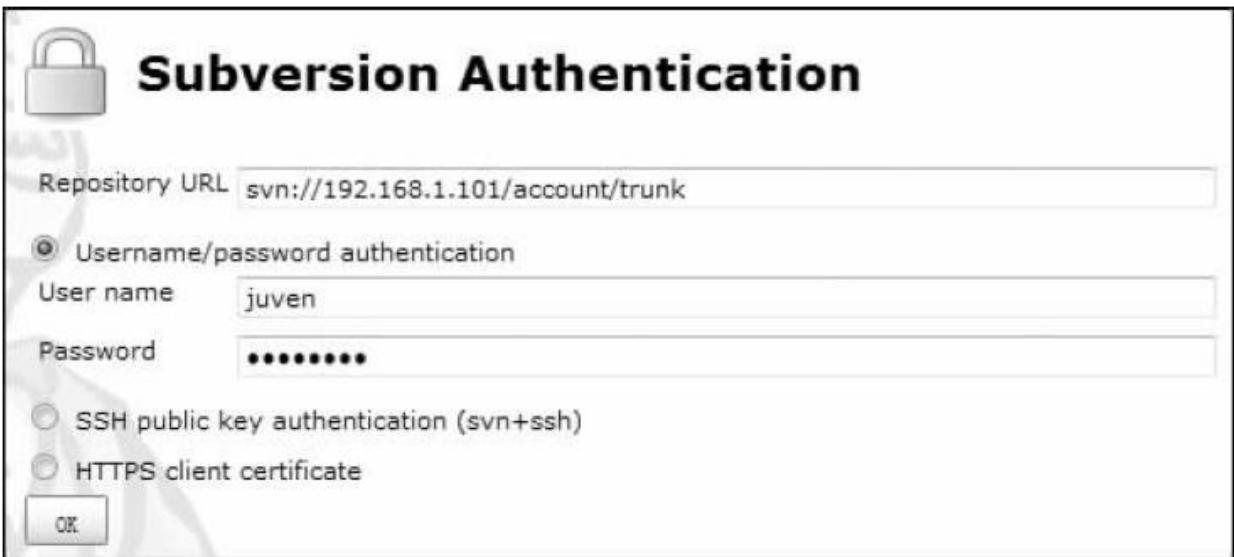 Subversion Authentication
Repository URL svn://192.168.1.101/account/trunk
Username/password authentication
User name juven
Password ••••••••
SSH public key authentication (svn+ssh)
HTTPS client certificate
OK